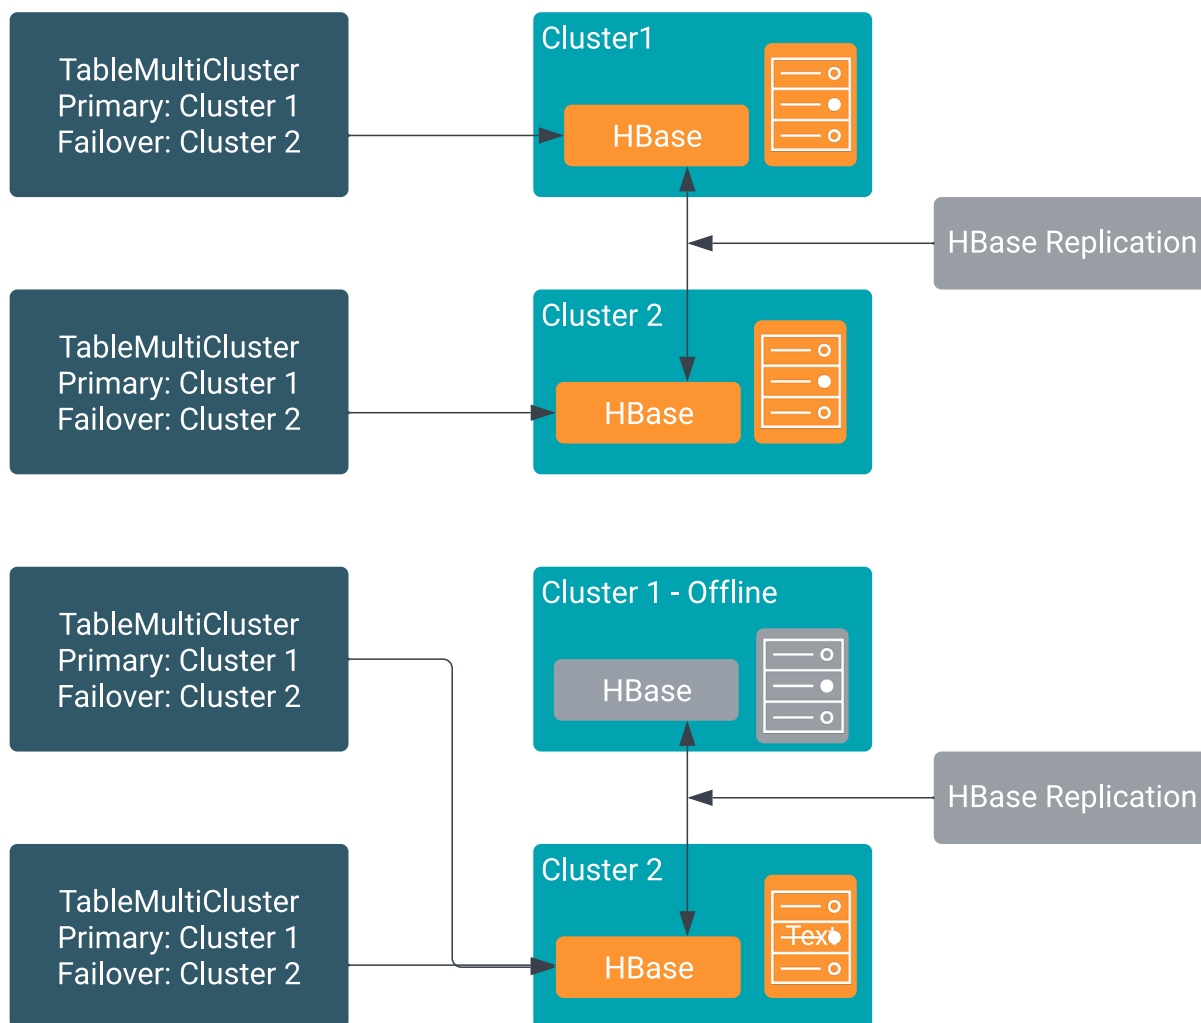 TableMultiCluster
Primary: Cluster 1
Failover: Cluster 2
Cluster1
HBase
HBase Replication
TableMultiCluster
Primary: Cluster 1
Failover: Cluster 2
Cluster 2
HBase
TableMultiCluster
Primary: Cluster 1
Failover: Cluster 2
Cluster 1 - Offline
HBase
HBase Replication
TableMultiCluster
Primary: Cluster 1
Failover: Cluster 2
Cluster 2
Text
HBase